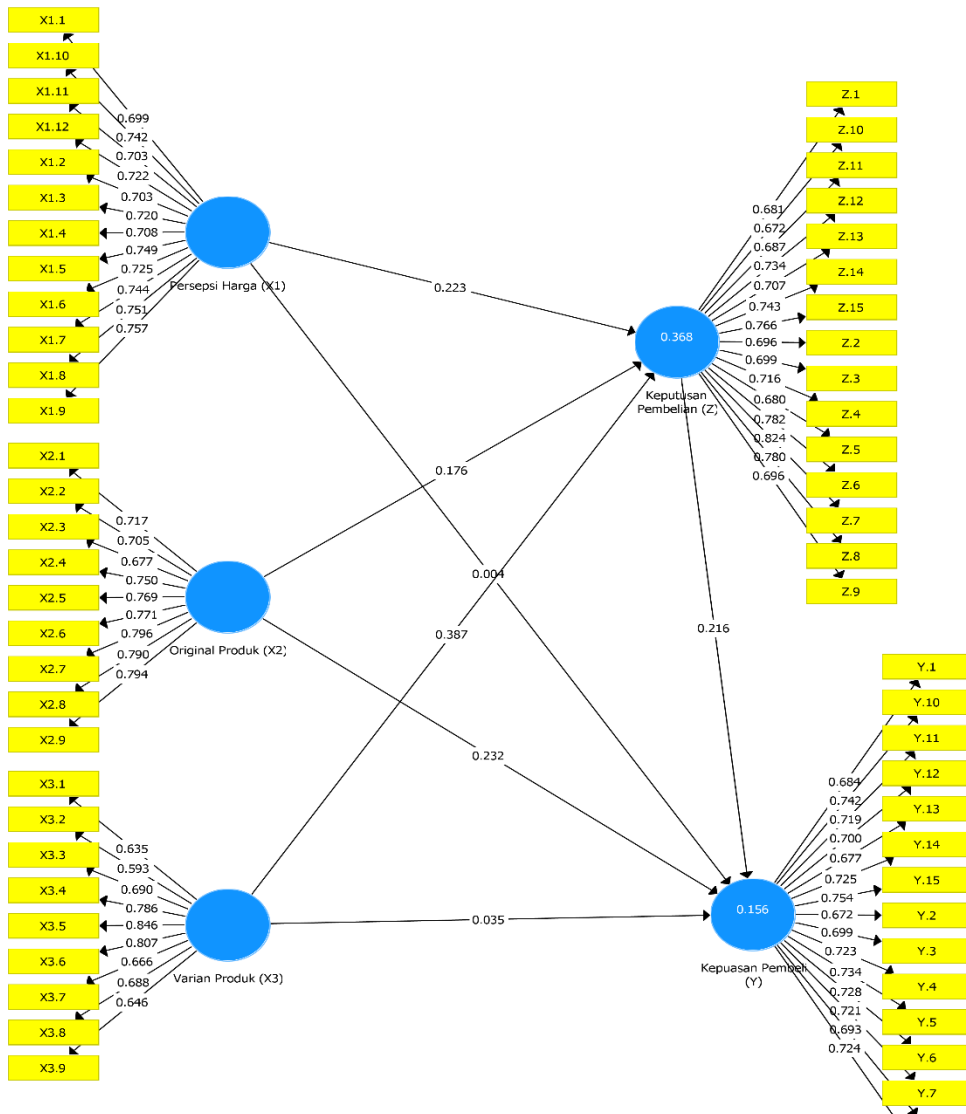 X1.1
X1.10
X1.11
X1.12
X1.2
X1.3
X1.4
X1.5
X1.6
X1.7
X1.8
X1.9
0.699
0.742
0.703
0.722
0.703
0.720
0.708
0.749
0.725
0.744
0.751
0.757
Persepsi Harga (X1)
X2.1
X2.2
X2.3
X2.4
X2.5
X2.6
X2.7
X2.8
X2.9
0.717
0.705
0.677
0.750
0.769
0.771
0.796
0.790
0.794
Original Produk (X2)
X3.1
X3.2
X3.3
X3.4
X3.5
X3.6
X3.7
X3.8
X3.9
0.635
0.593
0.690
0.786
0.846
0.807
0.666
0.688
0.646
Varian Produk (X3)
0.223
0.176
0.004
0.387
0.216
0.232
0.035
0.368
Keputusan
Pembelian (Z)
0.681
0.672
0.687
0.734
0.707
0.743
0.766
0.696
0.699
0.716
0.680
0.782
0.824
0.780
0.696
Z.1
Z.10
Z.11
Z.12
Z.13
Z.14
Z.15
Z.2
Z.3
Z.4
Z.5
Z.6
Z.7
Z.8
Z.9
0.156
Kepuasan Pembeli
(Y)
0.684
0.742
0.719
0.700
0.677
0.725
0.754
0.672
0.699
0.723
0.734
0.728
0.721
0.693
0.724
Y.1
Y.10
Y.11
Y.12
Y.13
Y.14
Y.15
Y.2
Y.3
Y.4
Y.5
Y.6
Y.7